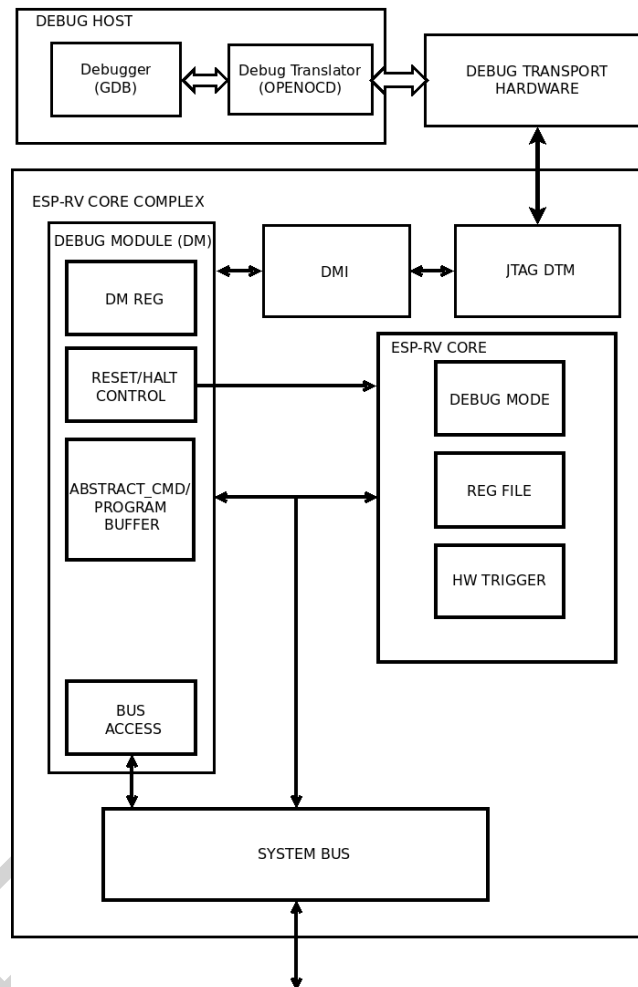 DEBUG HOST
Debugger
(GDB)
Debug Translator
(OPENOCD)
DEBUG TRANSPORT
HARDWARE
ESP-RV CORE COMPLEX
DEBUG MODULE (DM)
DM REG
DMI
JTAG DTM
RESET/HALT
CONTROL
ESP-RV CORE
DEBUG MODE
ABSTRACT_CMD/
PROGRAM
BUFFER
REG FILE
HW TRIGGER
BUS
ACCESS
SYSTEM BUS